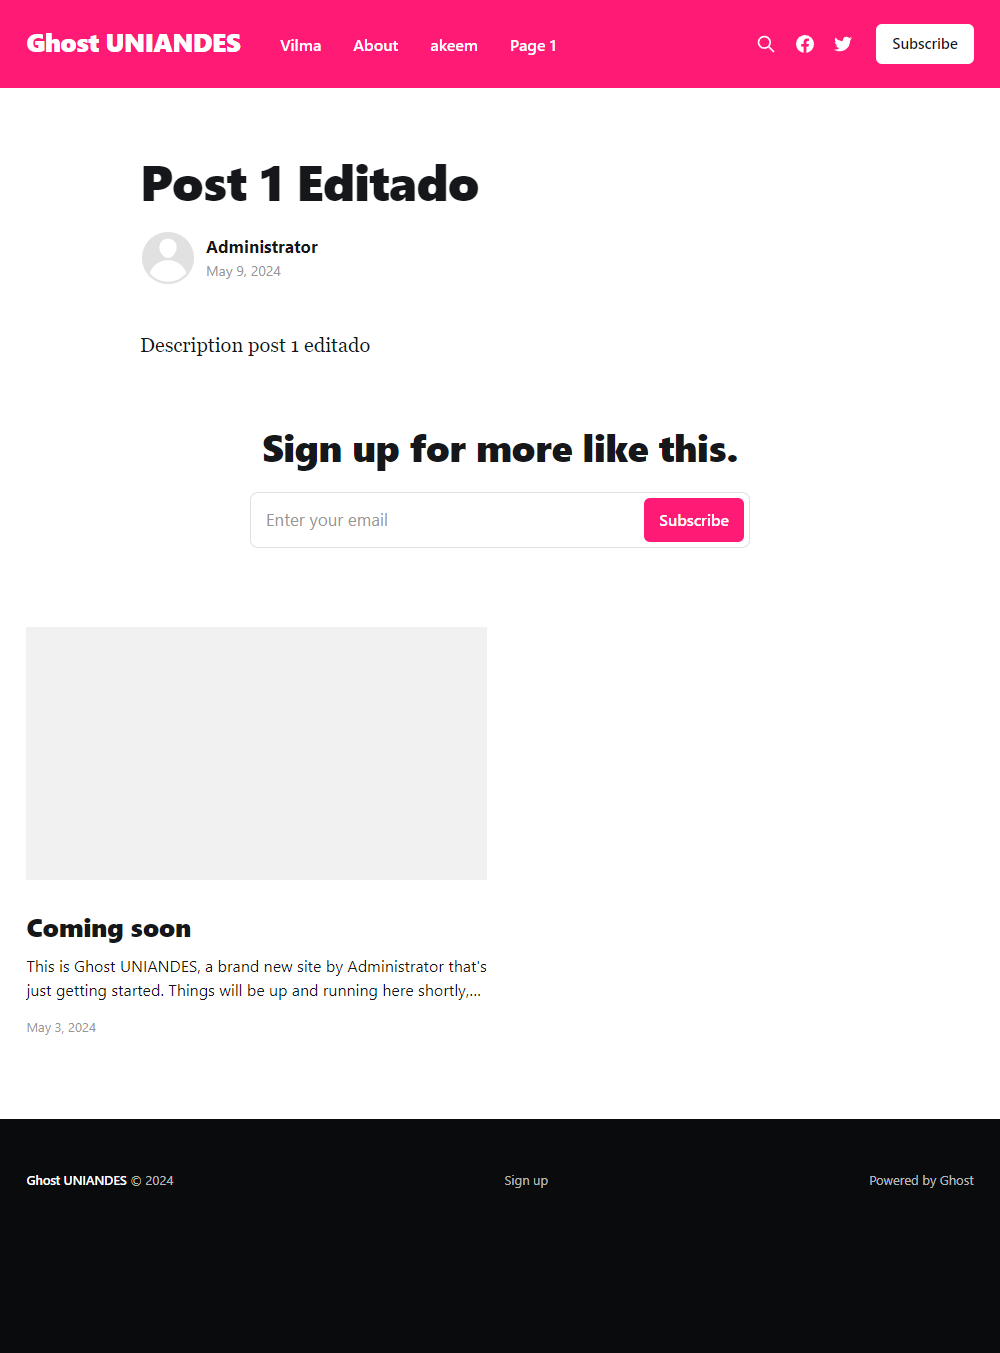 Ghost UNIANDES Vilma About akeem Page 1 Subscribe
Post 1 Editado
Administrator
May 9, 2024
Description post 1 editado
Sign up for more like this.
Enter your email Subscribe
Coming soon
This is Ghost UNIANDES, a brand new site by Administrator that's
just getting started. Things will be up and running here shortly,...
May 3, 2024
Ghost UNIANDES © 2024 Sign up Powered by Ghost